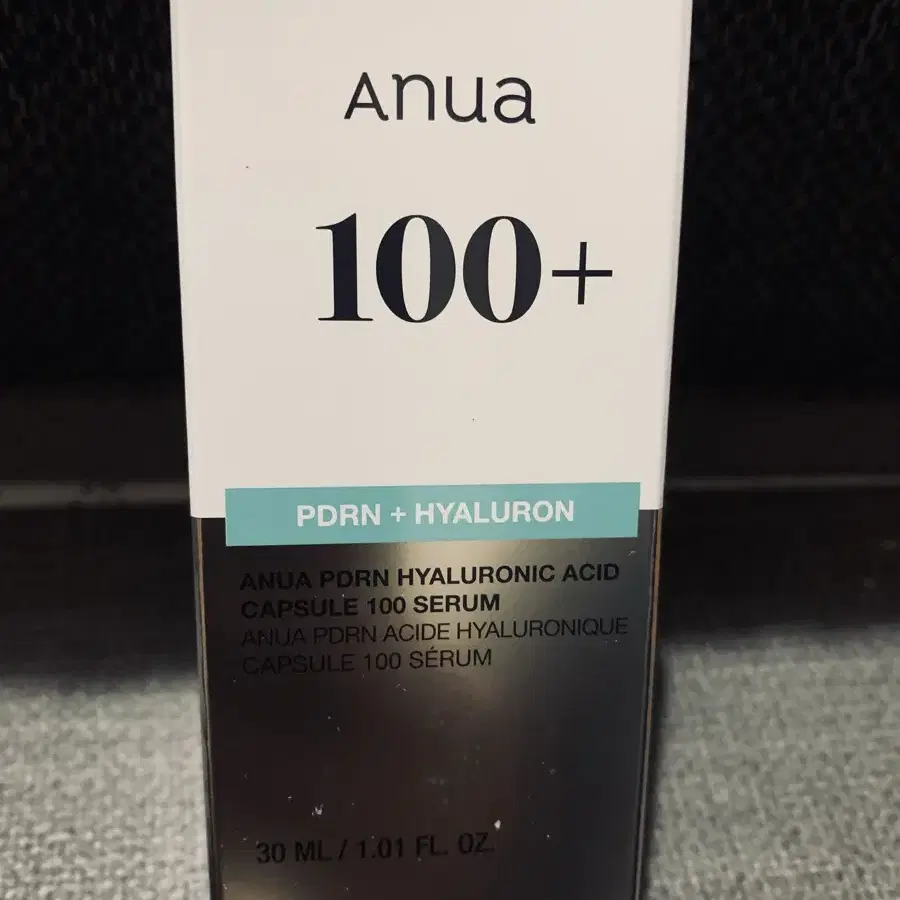 Anua
100+
PDRN + HYALURON
ANUA PDRN HYALURONIC ACID
CAPSULE 100 SERUM
ANUA PDRN ACIDE HYALURONIQUE
CAPSULE 100 SÉRUM
30 ML / 1.01 FL. OZ.